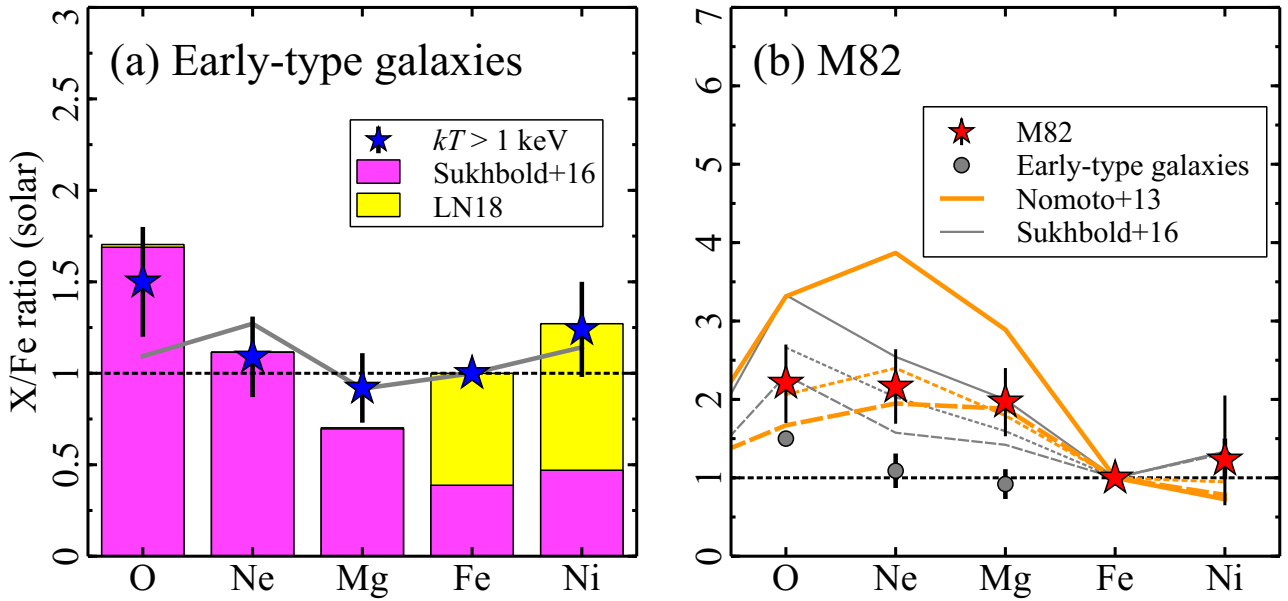 (a) Early-type galaxies
X/Fe ratio (solar)
3
2.5
2
1.5
1
0.5
0
kT > 1 keV
Sukhbold+16
LN18
O Ne Mg Fe Ni
(b) M82
7
6
5
4
3
2
1
0
M82
Early-type galaxies
Nomoto+13
Sukhbold+16
O Ne Mg Fe Ni